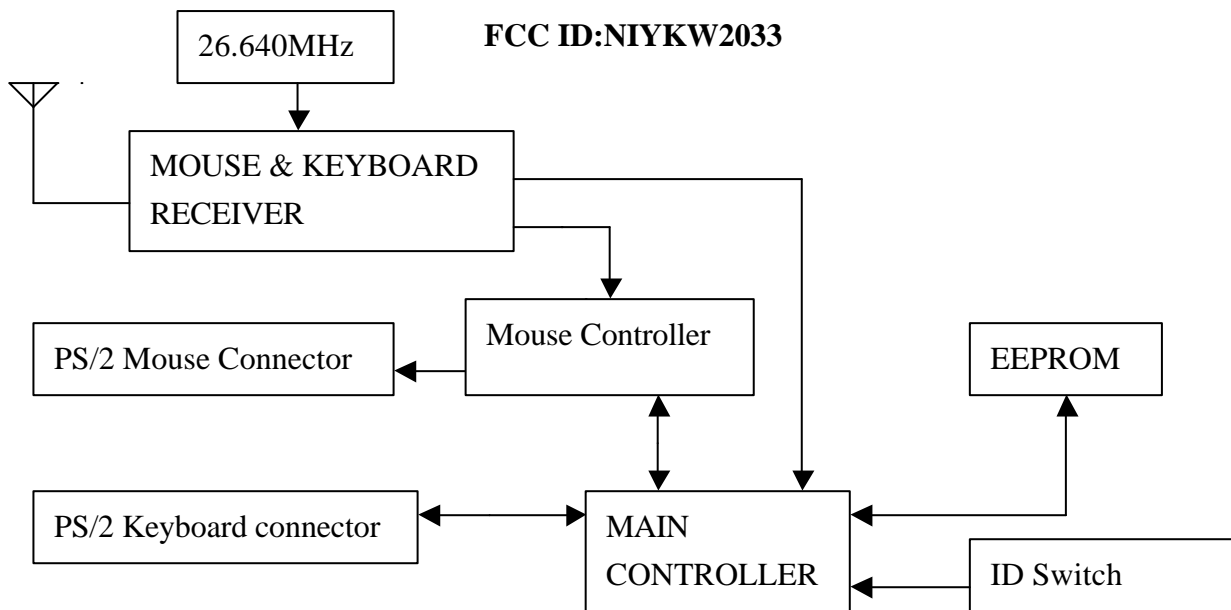 26.640MHz
FCC ID:NIYKW2033
MOUSE & KEYBOARD
RECEIVER
Mouse Controller
PS/2 Mouse Connector
EEPROM
PS/2 Keyboard connector
MAIN
CONTROLLER
ID Switch